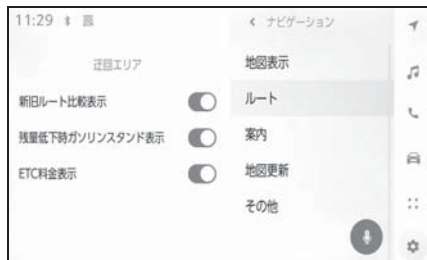 11:29
ナビゲーション
迂回エリア
新旧ルート比較表示
残量低下時ガソリンスタンド表示
ETC料金表示
地図表示
ルート
案内
地図更新
その他